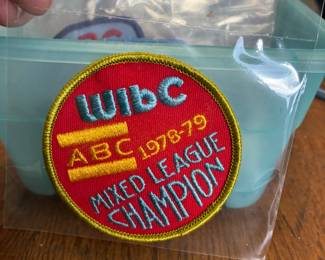 WIbC
ABC
1978-79
MIXED LEAGUE
CHAMPION